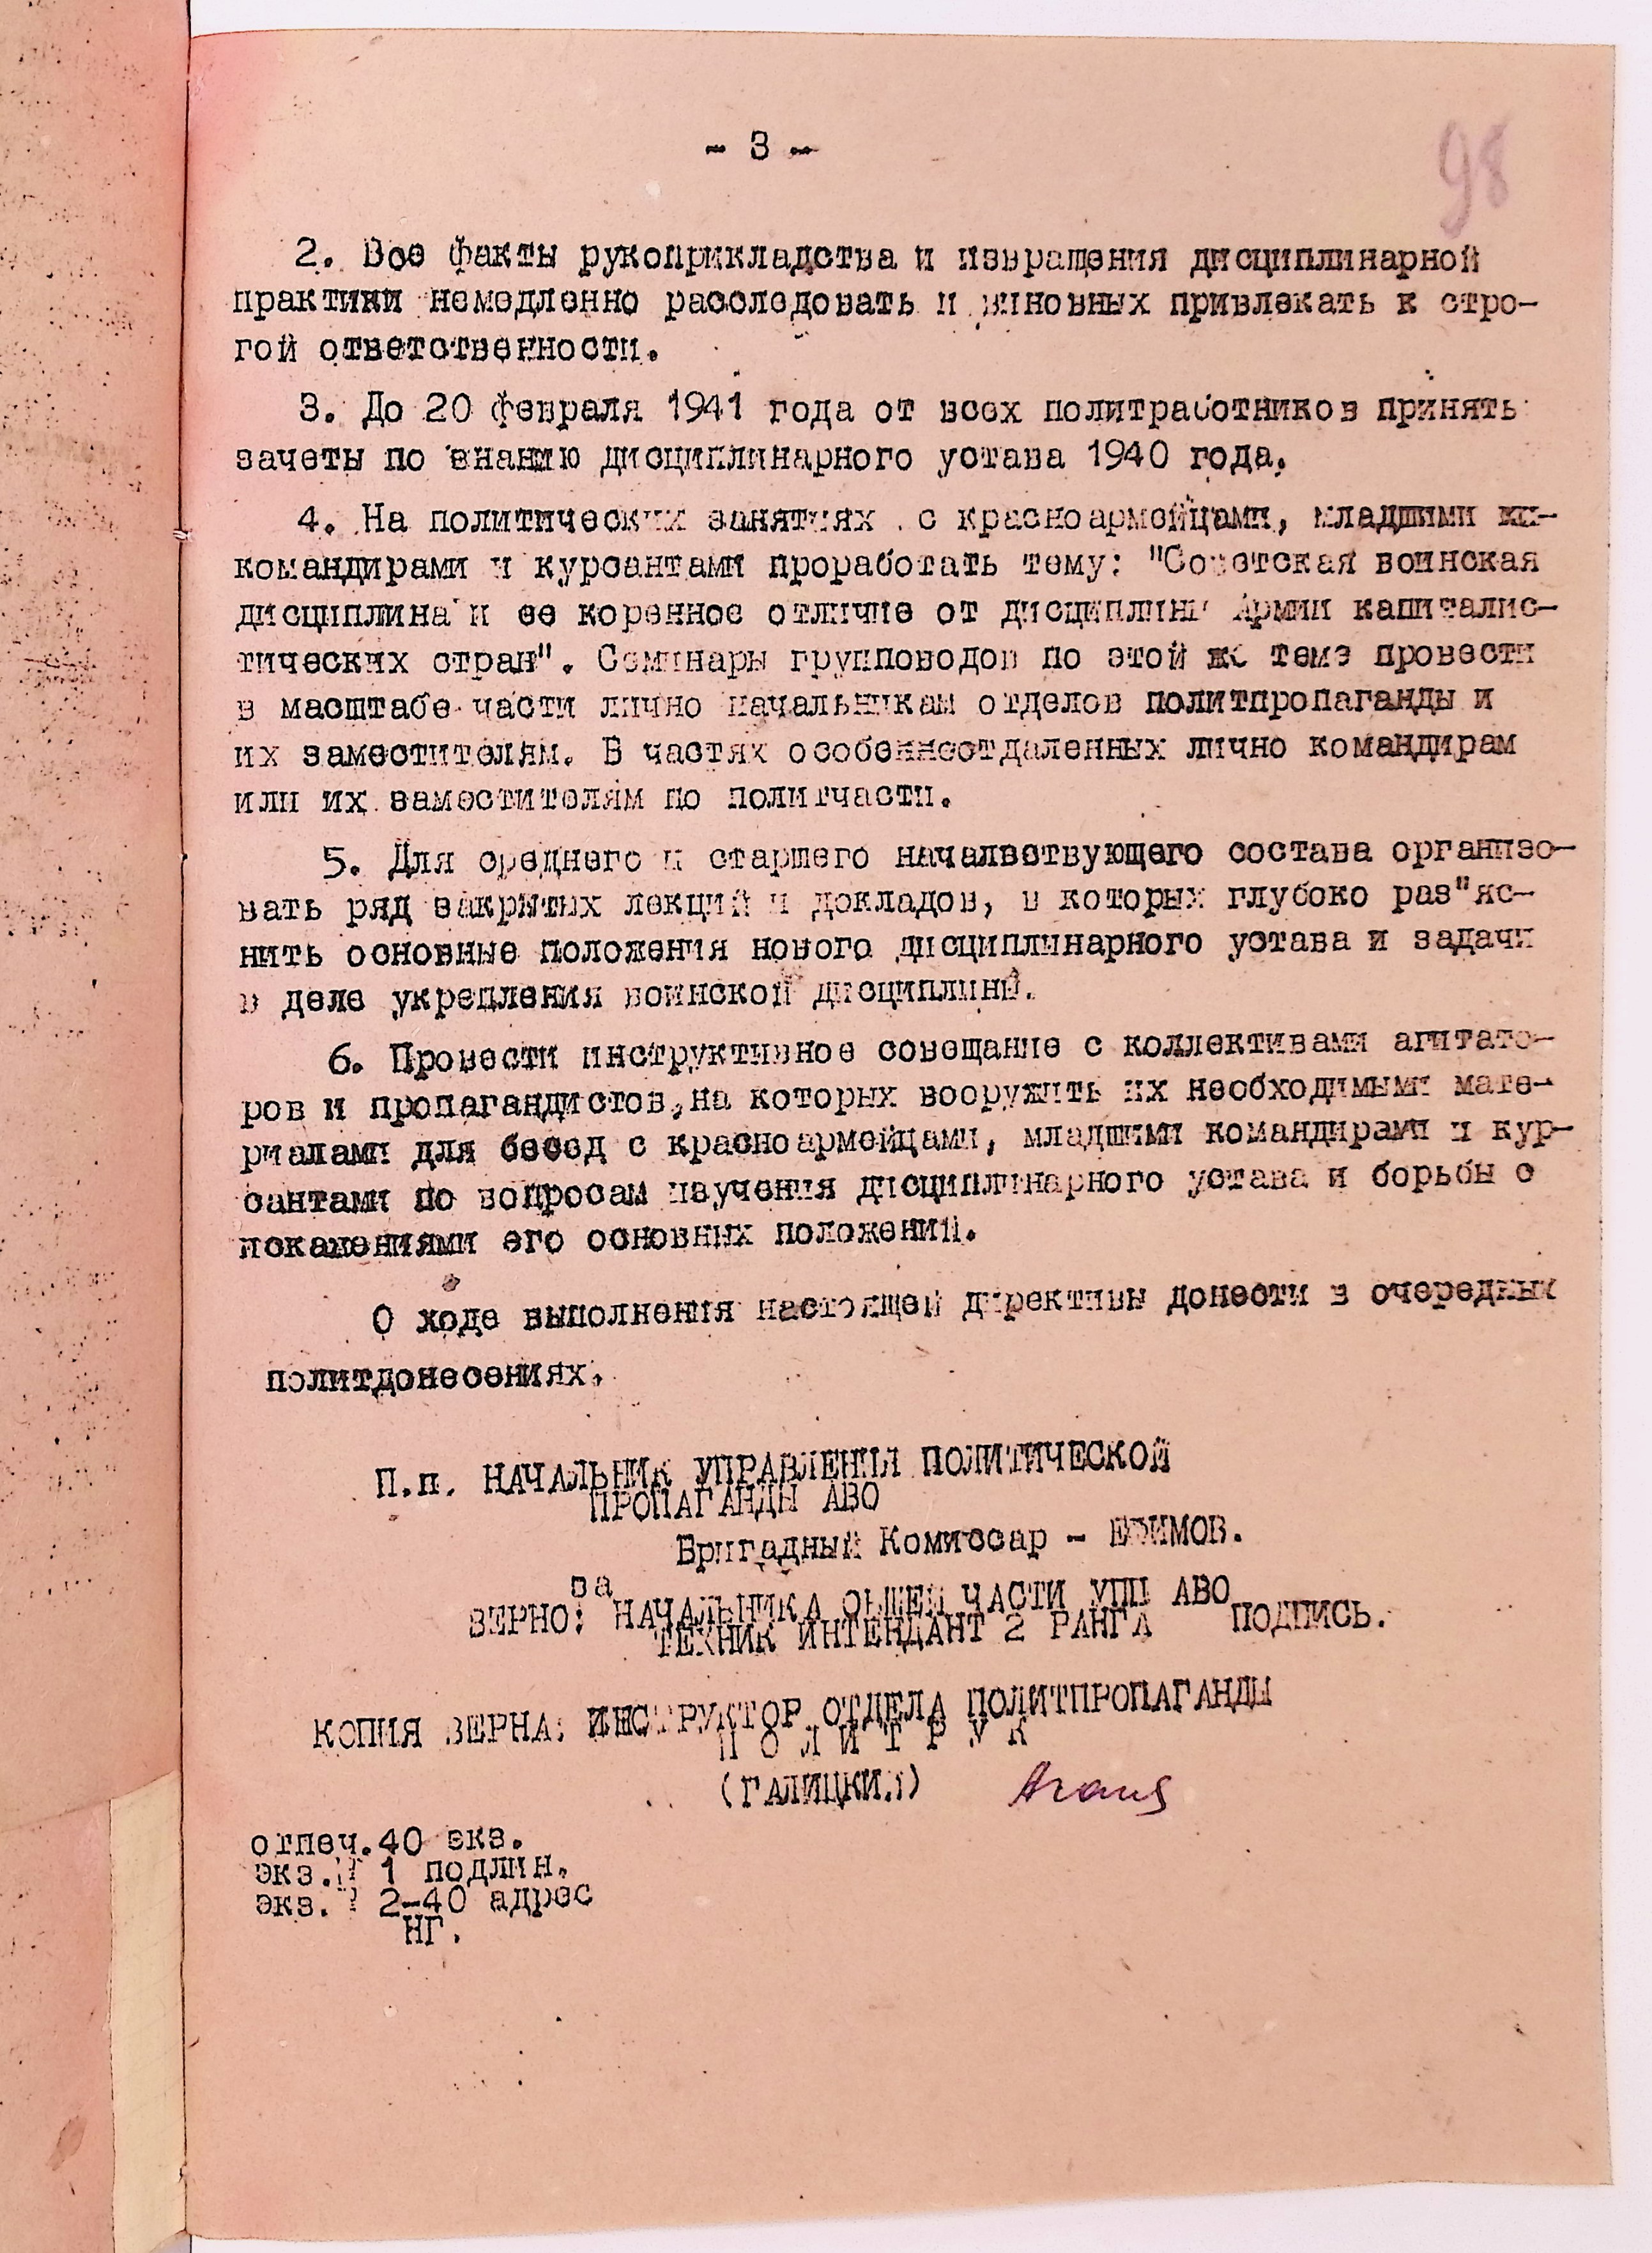 - 3 -
98
2. Все факты рукоприкладства и извращения дисциплинарной
практики немедленно расследовать и виновных привлекать к стро-
гой ответственности.
3. До 20 февраля 1941 года от всех политработников принять
зачеты по знанию дисциплинарного устава 1940 года.
4. На политических занятиях с красноармейцами, младшими
командирами и курсантами проработать тему: "Советская воинская
дисциплина и ее коренное отличие от дисциплины Армии капиталис-
тических стран". Семинары групповодов по этой же теме провести
в масштабе части лично начальникам отделов политпропаганды и
их заместителям. В частях особенноотдаленных лично командирам
или их заместителям по политчасти.
5. Для среднего и старшего началвствующего состава организо-
вать ряд закрытых лекций и докладов, в которых глубоко раз"яс-
нить основные положения нового дисциплинарного устава и задачи
в деле укрепления воинской дисциплины.
6. Провести инструктивное совещание с коллективами агитато-
ров и пропагандистов, на которых вооружить их необходимыми мате-
риалами для бесед с красноармейцами, младшими командирами и кур-
сантами по вопросам изучения дисциплинарного устава и борьбы с
искажениями его основных положений.
О ходе выполнения настоящей директивы донести в очередных
политдонесениях.
П.п. НАЧАЛЬНИК УПРАВЛЕНИЯ ПОЛИТИЧЕСКОЙ
ПРОПАГАНДЫ АВО
Бригадный Комиссар - ЕФИМОВ.
за
ВЕРНО: НАЧАЛЬНИКА ОБЩЕЙ ЧАСТИ УПП АВО
ТЕХНИК ИНТЕНДАНТ 2 РАНГА ПОДПИСЬ.
КОПИЯ ВЕРНА: ИНСТРУКТОР ОТДЕЛА ПОЛИТПРОПАГАНДЫ
ПОЛИТРУК
(ГАЛИЦКИЙ)
отпеч. 40 экз.
экз. 1 подлин.
экз. 2-40 адрес
НГ.